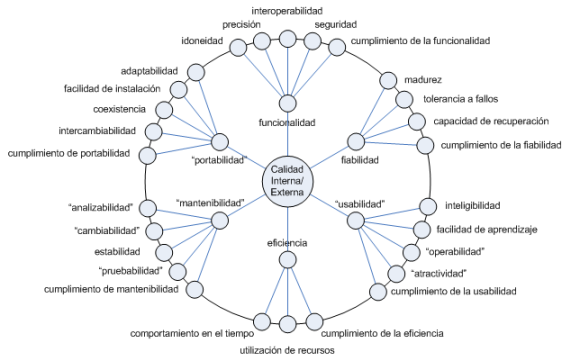 interoperabilidad
precisión
seguridad
idoneidad
cumplimiento de la funcionalidad
adaptabilidad
madurez
facilidad de instalación
tolerancia a fallos
coexistencia
funcionalidad
capacidad de recuperación
intercambiabilidad
cumplimiento de la fiabilidad
cumplimiento de portabilidad
"portabilidad"
fiabilidad
Calidad
Interna/
Externa
"analizabilidad"
"mantenibilidad"
"usabilidad"
inteligibilidad
"cambiabilidad"
facilidad de aprendizaje
estabilidad
eficiencia
"operabilidad"
"pruebabilidad"
"atractividad"
cumplimiento de mantenibilidad
cumplimiento de la usabilidad
comportamiento en el tiempo
cumplimiento de la eficiencia
utilización de recursos